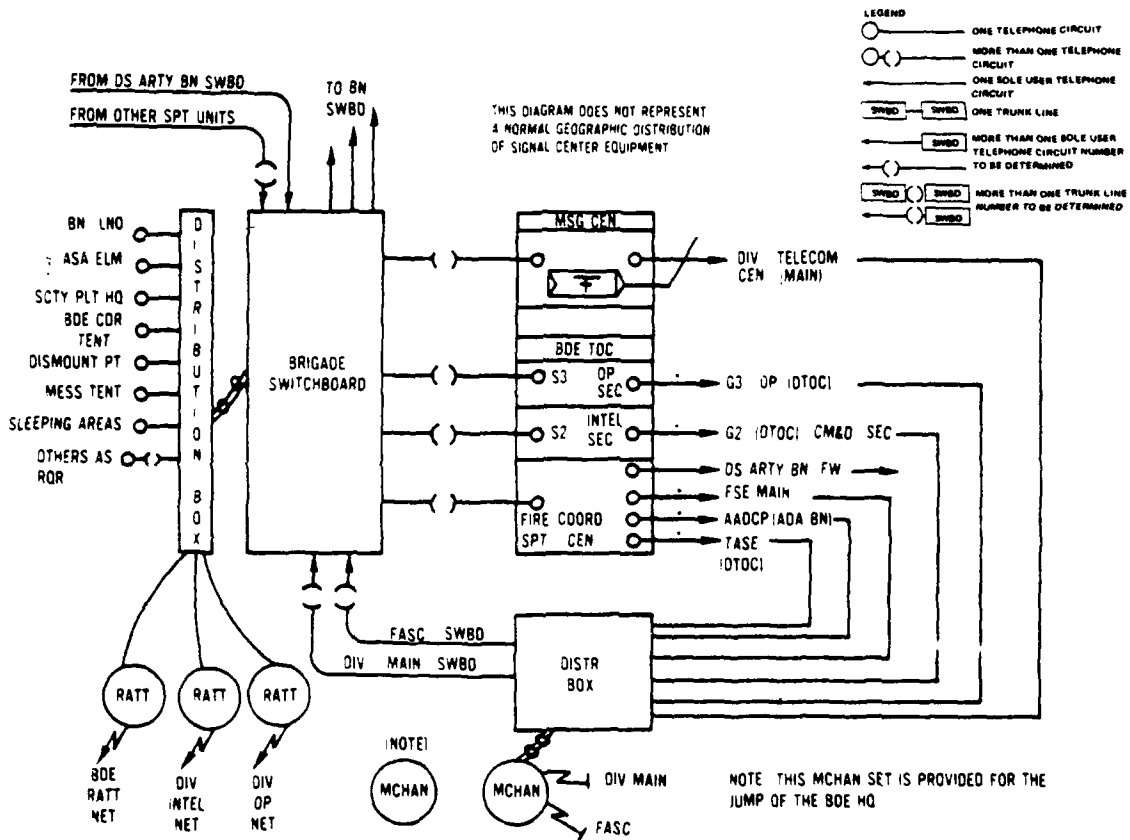 LEGEND
ONE TELEPHONE CIRCUIT
MORE THAN ONE TELEPHONE
CIRCUIT
ONE SOLE USER TELEPHONE
CIRCUIT
SWBD SWBD ONE TRUNK LINE
SWBD MORE THAN ONE SOLE USER
TELEPHONE CIRCUIT NUMBER
TO BE DETERMINED
SWBD SWBD MORE THAN ONE TRUNK LINE
NUMBER TO BE DETERMINED
SWBD
FROM DS ARTY BN SWBD
FROM OTHER SPT UNITS
TO BN
SWBD
THIS DIAGRAM DOES NOT REPRESENT
A NORMAL GEOGRAPHIC DISTRIBUTION
OF SIGNAL CENTER EQUIPMENT
BN LNO
ASA ELM
SCTY PLT HQ
BDE CDR
TENT
DISMOUNT PT
MESS TENT
SLEEPING AREAS
OTHERS AS
RQR
DISTRIBUTION BOX
BRIGADE
SWITCHBOARD
MSG CEN
BDE TOC
S3 OP
SEC
S2 INTEL
SEC
FIRE COORD
SPT CEN
DIV TELECOM
CEN (MAIN)
G3 OP (DTOC)
G2 (DTOC) CM&D SEC
DS ARTY BN FW
FSE MAIN
AADCP (ADA BN)
TASE
(DTOC)
FASC SWBD
DIV MAIN SWBD
DISTR
BOX
RATT
RATT
RATT
BDE
RATT
NET
DIV
INTEL
NET
DIV
OP
NET
(NOTE)
MCHAN
MCHAN
DIV MAIN
FASC
NOTE THIS MCHAN SET IS PROVIDED FOR THE
JUMP OF THE BDE HQ